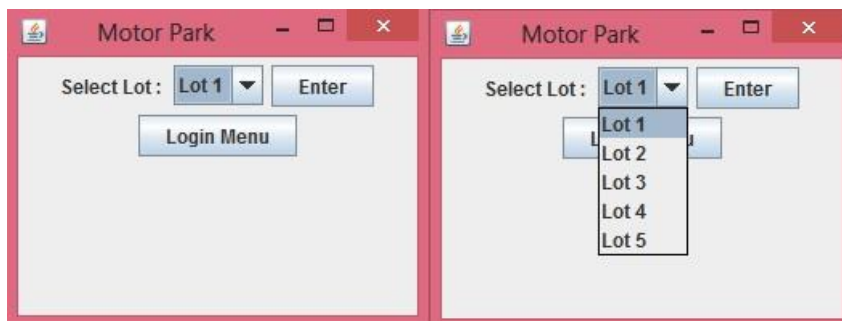 Motor Park
Select Lot : Lot 1 Enter
Login Menu
Motor Park
Select Lot : Lot 1 Enter
Lot 1
Lot 2
Lot 3
Lot 4
Lot 5